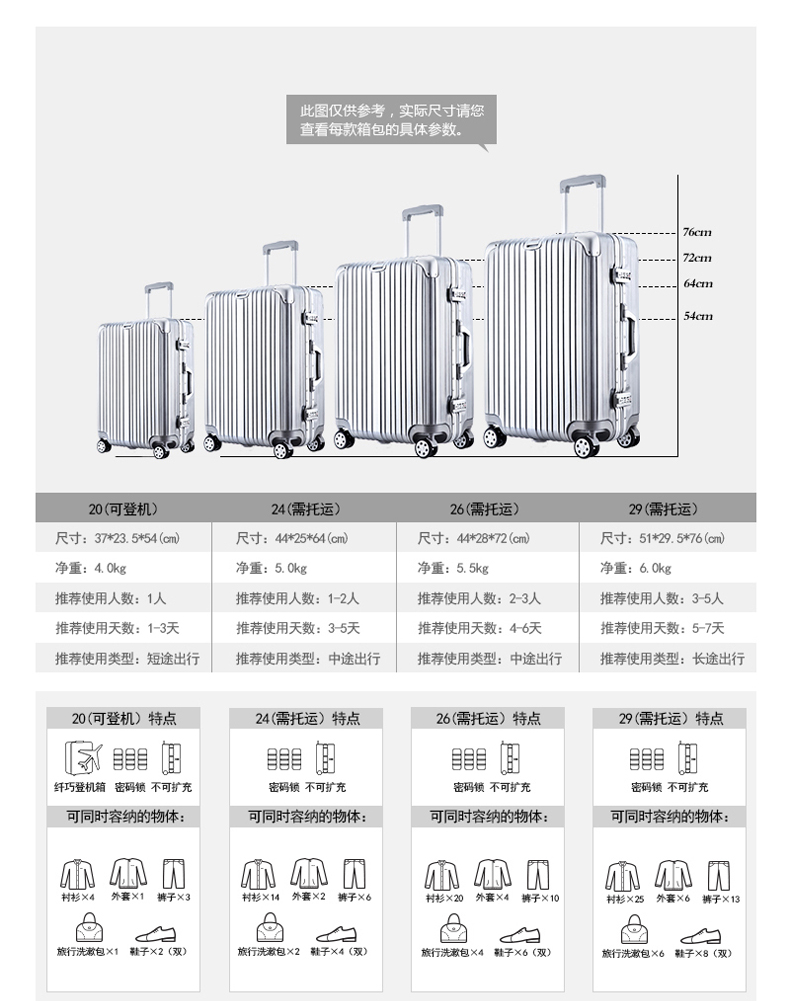 此图仅供参考，实际尺寸请您
查看每款箱包的具体参数。
76cm
72cm
64cm
54cm
20(可登机) 24(需托运) 26(需托运) 29(需托运)
尺寸：37*23.5*54(cm) 尺寸：44*25*64(cm) 尺寸：44*28*72(cm) 尺寸：51*29.5*76(cm)
净重：4.0kg 净重：5.0kg 净重：5.5kg 净重：6.0kg
推荐使用人数：1人 推荐使用人数：1-2人 推荐使用人数：2-3人 推荐使用人数：3-5人
推荐使用天数：1-3天 推荐使用天数：3-5天 推荐使用天数：4-6天 推荐使用天数：5-7天
推荐使用类型：短途出行 推荐使用类型：中途出行 推荐使用类型：中途出行 推荐使用类型：长途出行
20(可登机) 特点 24(需托运) 特点 26(需托运) 特点 29(需托运) 特点
纤巧登机箱 密码锁 不可扩充 密码锁 不可扩充 密码锁 不可扩充 密码锁 不可扩充
可同时容纳的物体： 可同时容纳的物体： 可同时容纳的物体： 可同时容纳的物体：
衬衫×4 外套×1 裤子×3 衬衫×14 外套×2 裤子×6 衬衫×20 外套×4 裤子×10 衬衫×25 外套×6 裤子×13
旅行洗漱包×1 鞋子×2（双） 旅行洗漱包×2 鞋子×4（双） 旅行洗漱包×4 鞋子×6（双） 旅行洗漱包×6 鞋子×8（双）